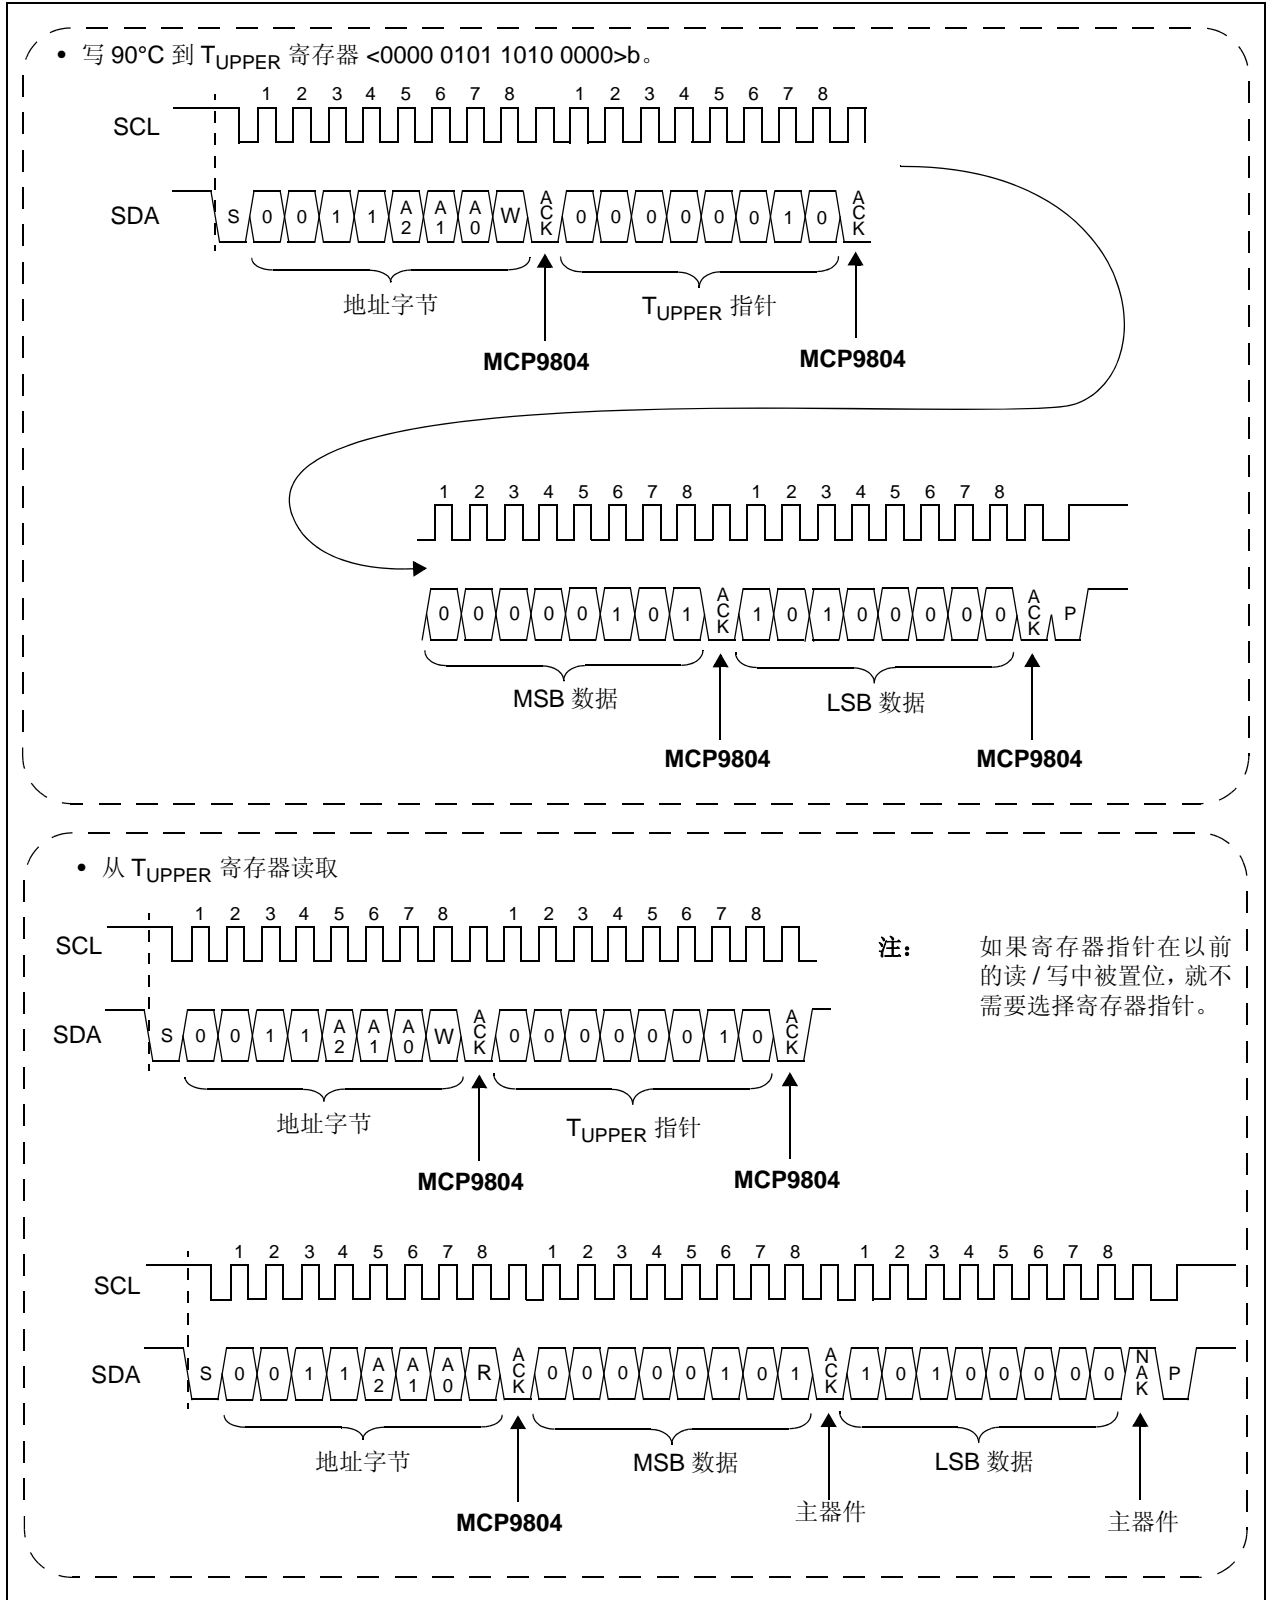 • 写 90°C 到 TUPPER 寄存器 <0000 0101 1010 0000>b。
1 2 3 4 5 6 7 8 1 2 3 4 5 6 7 8
SCL
SDA S 0 0 1 1 A2 A1 A0 W ACK 0 0 0 0 0 0 1 0 ACK
地址字节 TUPPER 指针
MCP9804 MCP9804
1 2 3 4 5 6 7 8 1 2 3 4 5 6 7 8
0 0 0 0 0 1 0 1 ACK 1 0 1 0 0 0 0 0 ACK P
MSB 数据 LSB 数据
MCP9804 MCP9804
• 从 TUPPER 寄存器读取
1 2 3 4 5 6 7 8 1 2 3 4 5 6 7 8
SCL
注： 如果寄存器指针在以前
的读 / 写中被置位，就不
需要选择寄存器指针。
SDA S 0 0 1 1 A2 A1 A0 W ACK 0 0 0 0 0 0 1 0 ACK
地址字节 TUPPER 指针
MCP9804 MCP9804
1 2 3 4 5 6 7 8 1 2 3 4 5 6 7 8 1 2 3 4 5 6 7 8
SCL
SDA S 0 0 1 1 A2 A1 A0 R ACK 0 0 0 0 0 1 0 1 ACK 1 0 1 0 0 0 0 0 NAK P
地址字节 MSB 数据 LSB 数据
MCP9804 主器件 主器件